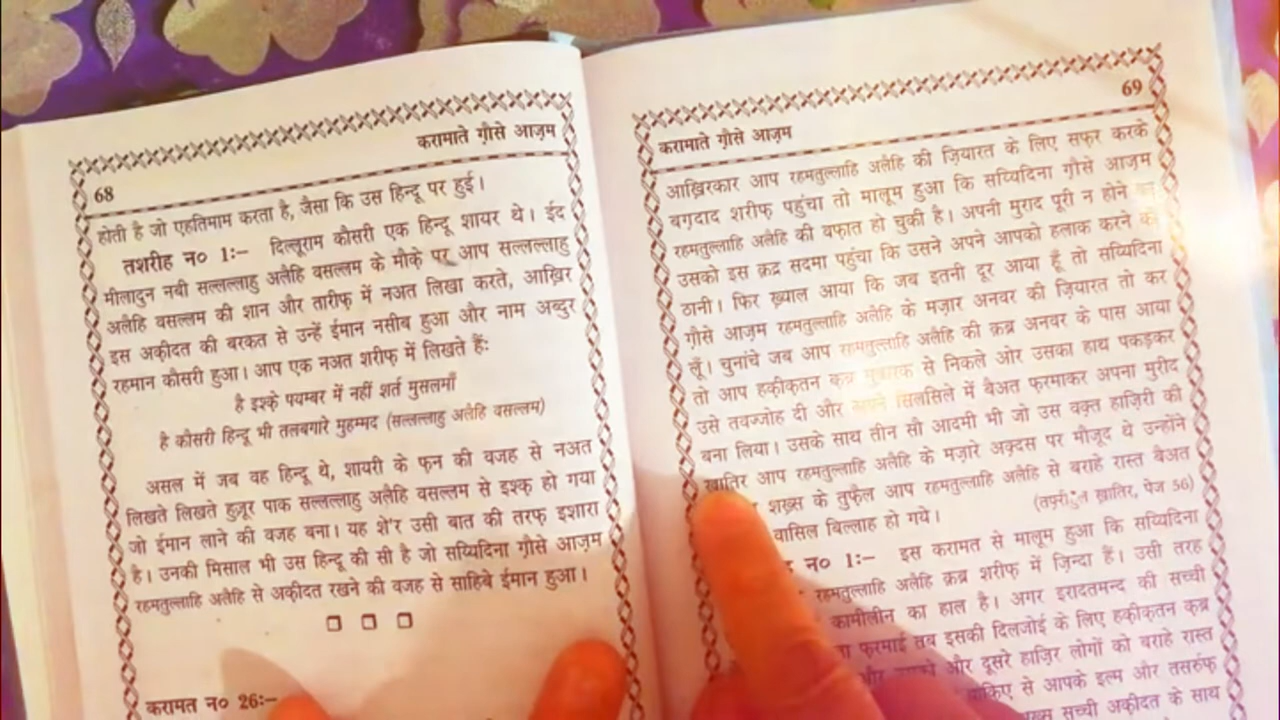 करामाते ग़ौसे आज़म
68
होती है जो एहतिमाम करता है, जैसा कि उस हिन्दू पर हुई।
तशरीह न० 1:– दिल्लूराम कौसरी एक हिन्दू शायर थे। ईद
मीलादुन नबी सल्लल्लाहु अलैहि वसल्लम के मौक़े पर आप सल्लल्लाहु
अलैहि वसल्लम की शान और तारीफ़ में नअत लिखा करते, आख़िर
इस अक़ीदत की बरकत से उन्हें ईमान नसीब हुआ और नाम अब्दुर
रहमान कौसरी हुआ। आप एक नअत शरीफ़ में लिखते हैं:
है इश्के़ पयम्बर में नहीं शर्त मुसलमाँ
है कौसरी हिन्दू भी तलबगारे मुहम्मद (सल्लल्लाहु अलैहि वसल्लम)
असल में जब वह हिन्दू थे, शायरी के फ़न की वजह से नअत
लिखते लिखते हुज़ूर पाक सल्लल्लाहु अलैहि वसल्लम से इश्क़ हो गया
जो ईमान लाने की वजह बना। यह शे'र उसी बात की तरफ़ इशारा
है। उनकी मिसाल भी उस हिन्दू की सी है जो सय्यिदिना ग़ौसे आज़म
रहमतुल्लाहि अलैहि से अक़ीदत रखने की वजह से साहिबे ईमान हुआ।
करामत न० 26:–
69
करामाते ग़ौसे आज़म
आख़िरकार आप रहमतुल्लाहि अलैहि की ज़ियारत के लिए सफ़र करके
बग़दाद शरीफ़ पहुंचा तो मालूम हुआ कि सय्यिदिना ग़ौसे आज़म
रहमतुल्लाहि अलैहि की वफ़ात हो चुकी है। अपनी मुराद पूरी न होने
उसको इस क़द्र सदमा पहुंचा कि उसने अपने आपको हलाक करने की
ठानी। फिर ख़्याल आया कि जब इतनी दूर आया हूँ तो सय्यिदिना
ग़ौसे आज़म रहमतुल्लाहि अलैहि के मज़ार अनवर की ज़ियारत तो कर
लूँ। चुनांचे जब आप रहमतुल्लाहि अलैहि की क़ब्र अनवर के पास आया
तो आप हक़ीक़तन क़ब्र मुबारक से निकले और उसका हाथ पकड़कर
उसे तवज्जोह दी और अपने सिलसिले में बैअत फ़रमाकर अपना मुरीद
बना लिया। उसके साथ तीन सौ आदमी भी जो उस वक़्त हाज़िरी की
ख़ातिर आप रहमतुल्लाहि अलैहि के मज़ारे अक़्दस पर मौजूद थे उन्होंने
शख़्स के तुफ़ैल आप रहमतुल्लाहि अलैहि से बराहे रास्त बैअत
वासिल बिल्लाह हो गये।
ख़ातिर, पेज 56)
न० 1:– इस करामत से मालूम हुआ कि सय्यिदिना
रहमतुल्लाहि अलैहि क़ब्र शरीफ़ में ज़िन्दा हैं। उसी तरह
कामीलीन का हाल है। अगर इरादतमन्द की सच्ची
फ़रमाई तब इसकी दिलजोई के लिए हक़ीक़तन क़ब्र
और दूसरे हाज़िर लोगों को बराहे रास्त
से आपके इल्म और तसर्रुफ़
सच्ची अक़ीदत के साथ